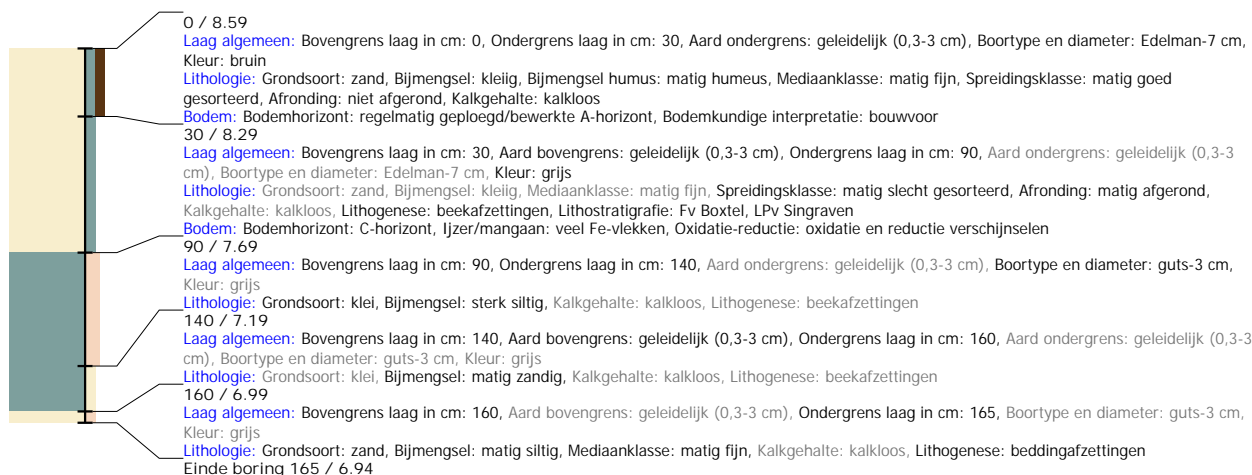 0 / 8.59
Laag algemeen: Bovengrens laag in cm: 0, Ondergrens laag in cm: 30, Aard ondergrens: geleidelijk (0,3-3 cm), Boortype en diameter: Edelman-7 cm,
Kleur: bruin
Lithologie: Grondsoort: zand, Bijmengsel: kleiig, Bijmengsel humus: matig humeus, Mediaanklasse: matig fijn, Spreidingsklasse: matig goed
gesorteerd, Afronding: niet afgerond, Kalkgehalte: kalkloos
Bodem: Bodemhorizont: regelmatig geploegd/bewerkte A-horizont, Bodemkundige interpretatie: bouwvoor
30 / 8.29
Laag algemeen: Bovengrens laag in cm: 30, Aard bovengrens: geleidelijk (0,3-3 cm), Ondergrens laag in cm: 90, Aard ondergrens: geleidelijk (0,3-3
cm), Boortype en diameter: Edelman-7 cm, Kleur: grijs
Lithologie: Grondsoort: zand, Bijmengsel: kleiig, Mediaanklasse: matig fijn, Spreidingsklasse: matig slecht gesorteerd, Afronding: matig afgerond,
Kalkgehalte: kalkloos, Lithogenese: beekafzettingen, Lithostratigrafie: Fv Boxtel, LPv Singraven
Bodem: Bodemhorizont: C-horizont, Ijzer/mangaan: veel Fe-vlekken, Oxidatie-reductie: oxidatie en reductie verschijnselen
90 / 7.69
Laag algemeen: Bovengrens laag in cm: 90, Ondergrens laag in cm: 140, Aard ondergrens: geleidelijk (0,3-3 cm), Boortype en diameter: guts-3 cm,
Kleur: grijs
Lithologie: Grondsoort: klei, Bijmengsel: sterk siltig, Kalkgehalte: kalkloos, Lithogenese: beekafzettingen
140 / 7.19
Laag algemeen: Bovengrens laag in cm: 140, Aard bovengrens: geleidelijk (0,3-3 cm), Ondergrens laag in cm: 160, Aard ondergrens: geleidelijk (0,3-3
cm), Boortype en diameter: guts-3 cm, Kleur: grijs
Lithologie: Grondsoort: klei, Bijmengsel: matig zandig, Kalkgehalte: kalkloos, Lithogenese: beekafzettingen
160 / 6.99
Laag algemeen: Bovengrens laag in cm: 160, Aard bovengrens: geleidelijk (0,3-3 cm), Ondergrens laag in cm: 165, Boortype en diameter: guts-3 cm,
Kleur: grijs
Lithologie: Grondsoort: zand, Bijmengsel: matig siltig, Mediaanklasse: matig fijn, Kalkgehalte: kalkloos, Lithogenese: beddingafzettingen
Einde boring 165 / 6.94